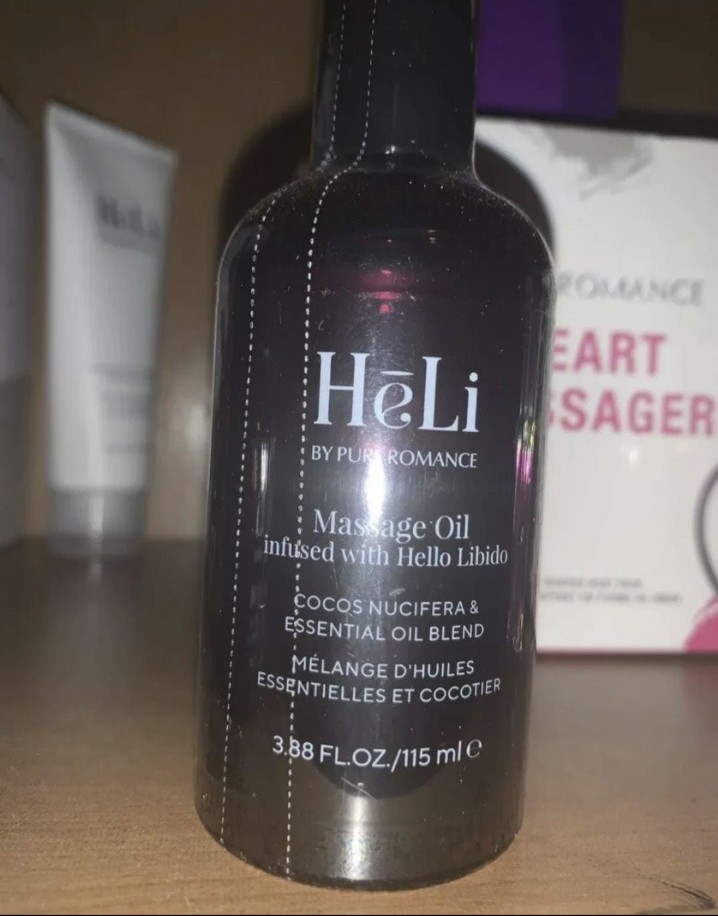 HēLi
BY PURE ROMANCE
Massage Oil
infused with Hello Libido
COCOS NUCIFERA &
ESSENTIAL OIL BLEND
MÉLANGE D'HUILES
ESSENTIELLES ET COCOTIER
3.88 FL.OZ./115 ml ℮
HēLi
ROMANCE
EART
SSAGER